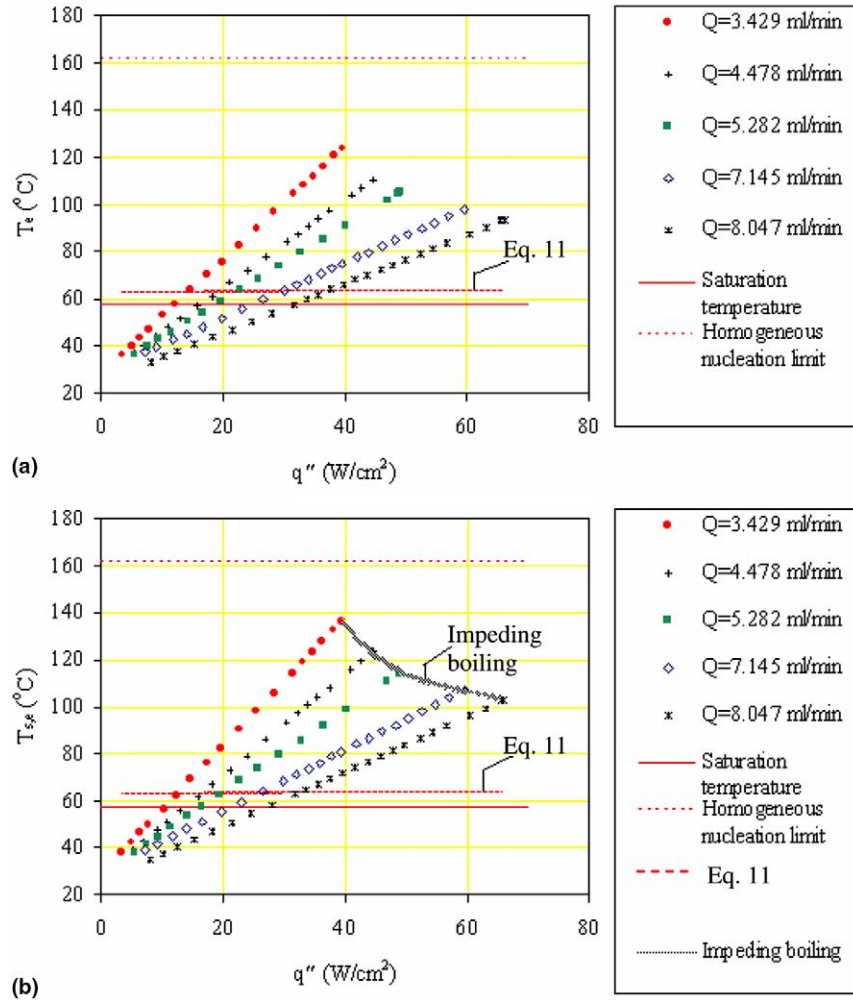 180
160
140
120
100
80
60
40
20
Te (°C)
0 20 40 60 80
q″ (W/cm²)
Eq. 11
(a)
Q=3.429 ml/min
Q=4.478 ml/min
Q=5.282 ml/min
Q=7.145 ml/min
Q=8.047 ml/min
Saturation
temperature
Homogeneous
nucleation limit
180
160
140
120
100
80
60
40
20
Ts,e (°C)
0 20 40 60 80
q″ (W/cm²)
Impeding
boiling
Eq. 11
(b)
Q=3.429 ml/min
Q=4.478 ml/min
Q=5.282 ml/min
Q=7.145 ml/min
Q=8.047 ml/min
Saturation
temperature
Homogeneous
nucleation limit
Eq. 11
Impeding boiling